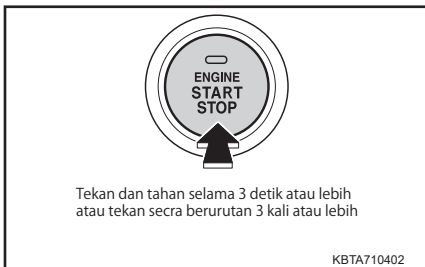 ENGINE
START
STOP
Tekan dan tahan selama 3 detik atau lebih
atau tekan secra berurutan 3 kali atau lebih
KBTA710402